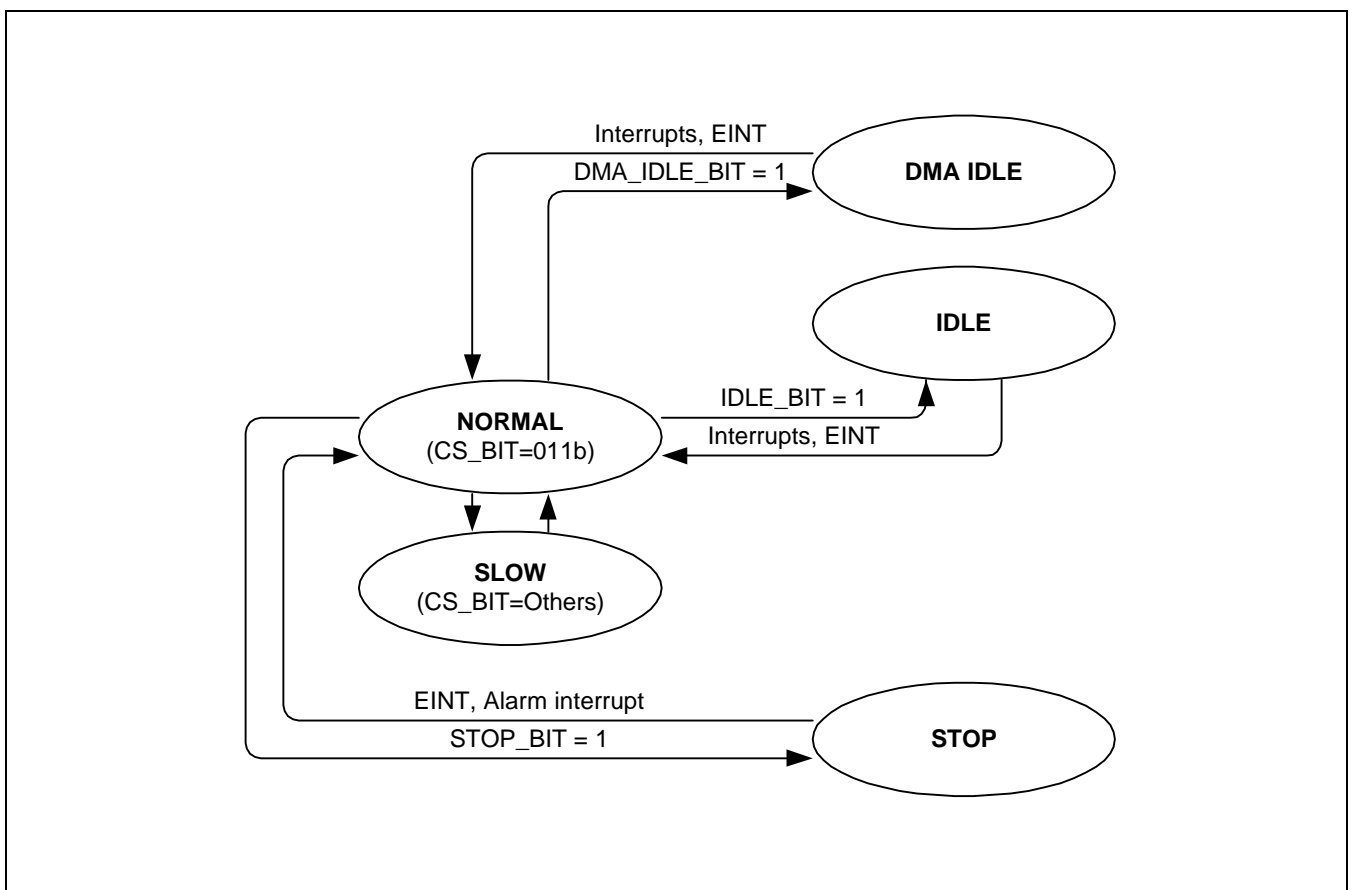 Interrupts, EINT
DMA_IDLE_BIT = 1
DMA IDLE
IDLE
IDLE_BIT = 1
Interrupts, EINT
NORMAL
(CS_BIT=011b)
SLOW
(CS_BIT=Others)
EINT, Alarm interrupt
STOP_BIT = 1
STOP